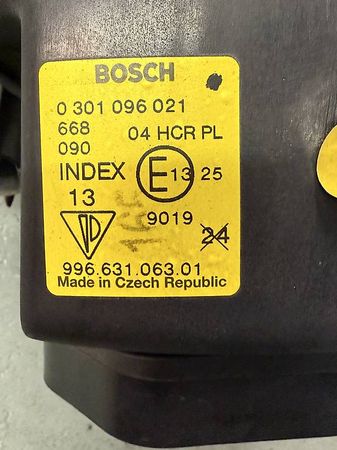 BOSCH
0 301 096 021
668 04 HCR PL
090
INDEX E13 25
13
9019
24
996.631.063.01
Made in Czech Republic